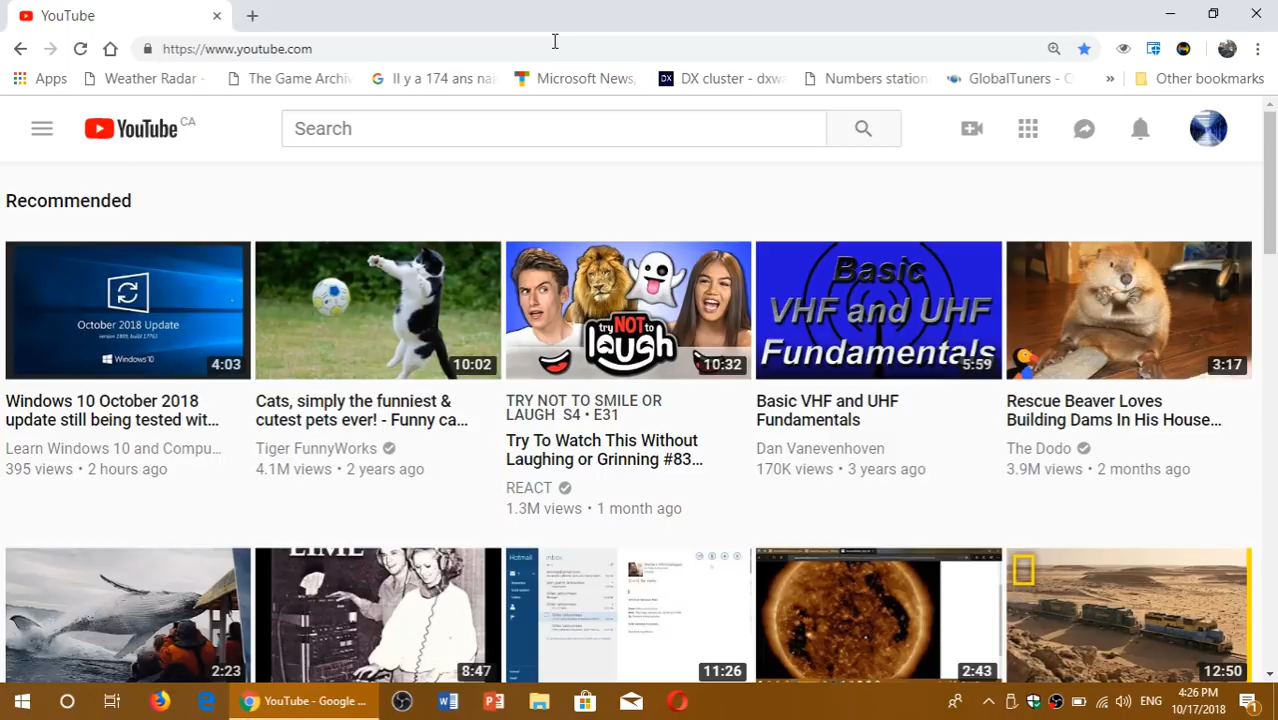 YouTube
https://www.youtube.com
Apps Weather Radar - The Game Archiv Il y a 174 ans nai Microsoft News, DX cluster - dxwa Numbers station GlobalTuners - C » Other bookmarks
YouTube CA
Search
Recommended
October 2018 Update
Windows 10
4:03
10:02
try NOT to
laugh
10:32
Basic
VHF and UHF
Fundamentals
5:59
3:17
Windows 10 October 2018
update still being tested wit...
Learn Windows 10 and Compu...
395 views • 2 hours ago
Cats, simply the funniest &
cutest pets ever! - Funny ca...
Tiger FunnyWorks
4.1M views • 2 years ago
TRY NOT TO SMILE OR
LAUGH S4 • E31
Try To Watch This Without
Laughing or Grinning #83...
REACT
1.3M views • 1 month ago
Basic VHF and UHF
Fundamentals
Dan Vanevenhoven
170K views • 3 years ago
Rescue Beaver Loves
Building Dams In His House...
The Dodo
3.9M views • 2 months ago
2:23
8:47
Hotmail
11:26
2:43
12:50
YouTube - Google ...
ENG
4:26 PM
10/17/2018